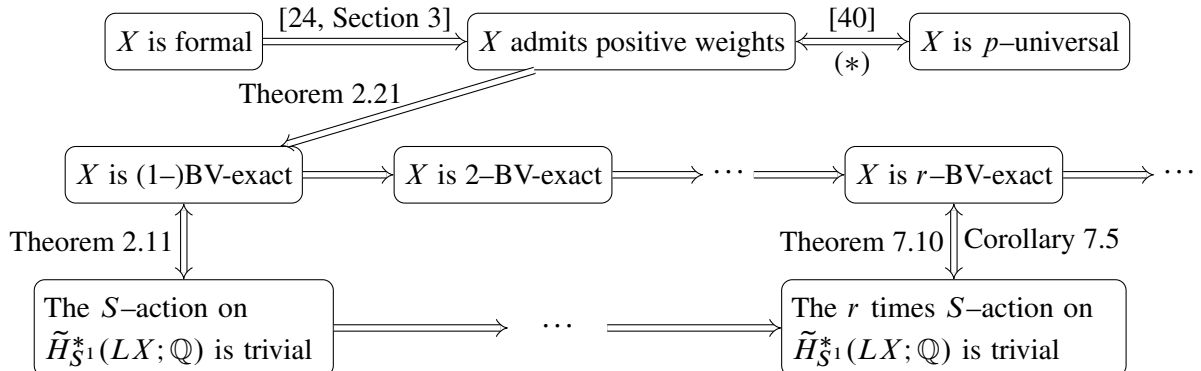 [24, Section 3] [40]
X is formal X admits positive weights X is p–universal
(∗)
Theorem 2.21
X is (1–)BV-exact X is 2–BV-exact ⋯ X is r–BV-exact ⋯
Theorem 2.11 Theorem 7.10 Corollary 7.5
The S–action on The r times S–action on
H̃*_{S¹}(LX; ℚ) is trivial ⋯ H̃*_{S¹}(LX; ℚ) is trivial